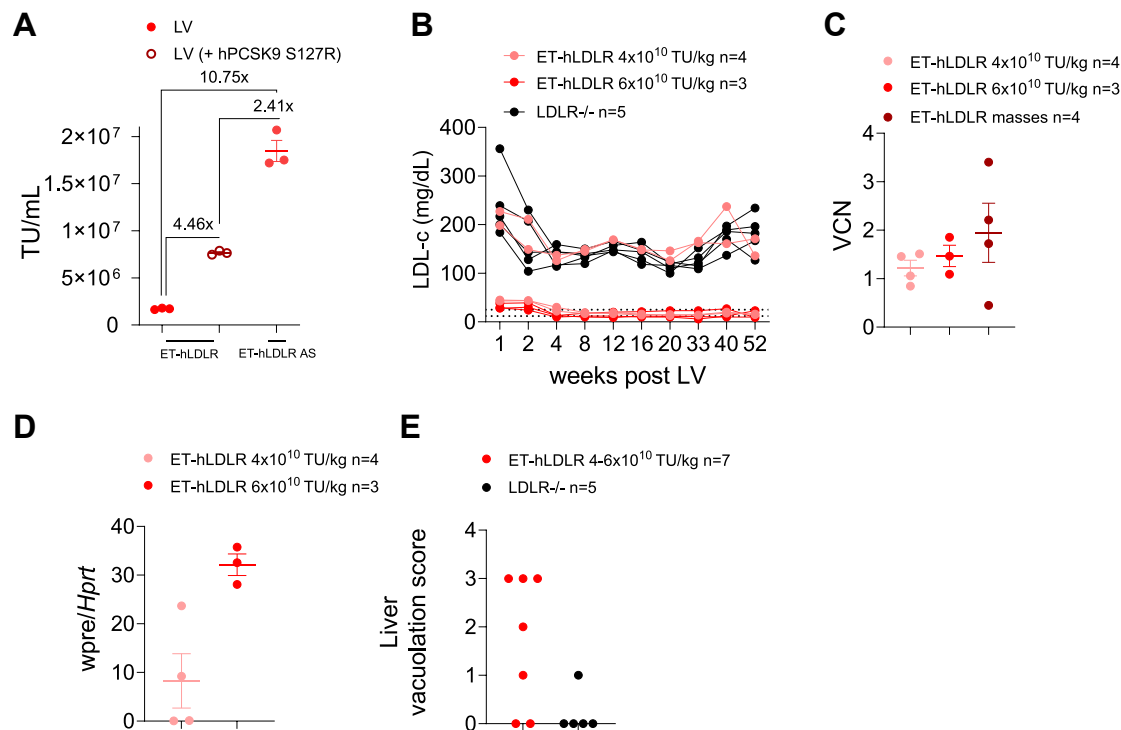 A
LV
LV (+ hPCSK9 S127R)
10.75x
2.41x
4.46x
TU/mL
2×10⁷
1.5×10⁷
1×10⁷
5×10⁶
0
ET-hLDLR
ET-hLDLR AS
B
ET-hLDLR 4x10¹⁰ TU/kg n=4
ET-hLDLR 6x10¹⁰ TU/kg n=3
LDLR-/- n=5
LDL-c (mg/dL)
400
300
200
100
0
1 2 4 8 12 16 20 33 40 52
weeks post LV
C
ET-hLDLR 4x10¹⁰ TU/kg n=4
ET-hLDLR 6x10¹⁰ TU/kg n=3
ET-hLDLR masses n=4
VCN
4
3
2
1
0
D
ET-hLDLR 4x10¹⁰ TU/kg n=4
ET-hLDLR 6x10¹⁰ TU/kg n=3
wpre/Hprt
40
30
20
10
0
E
ET-hLDLR 4-6x10¹⁰ TU/kg n=7
LDLR-/- n=5
Liver
vacuolation score
4
3
2
1
0